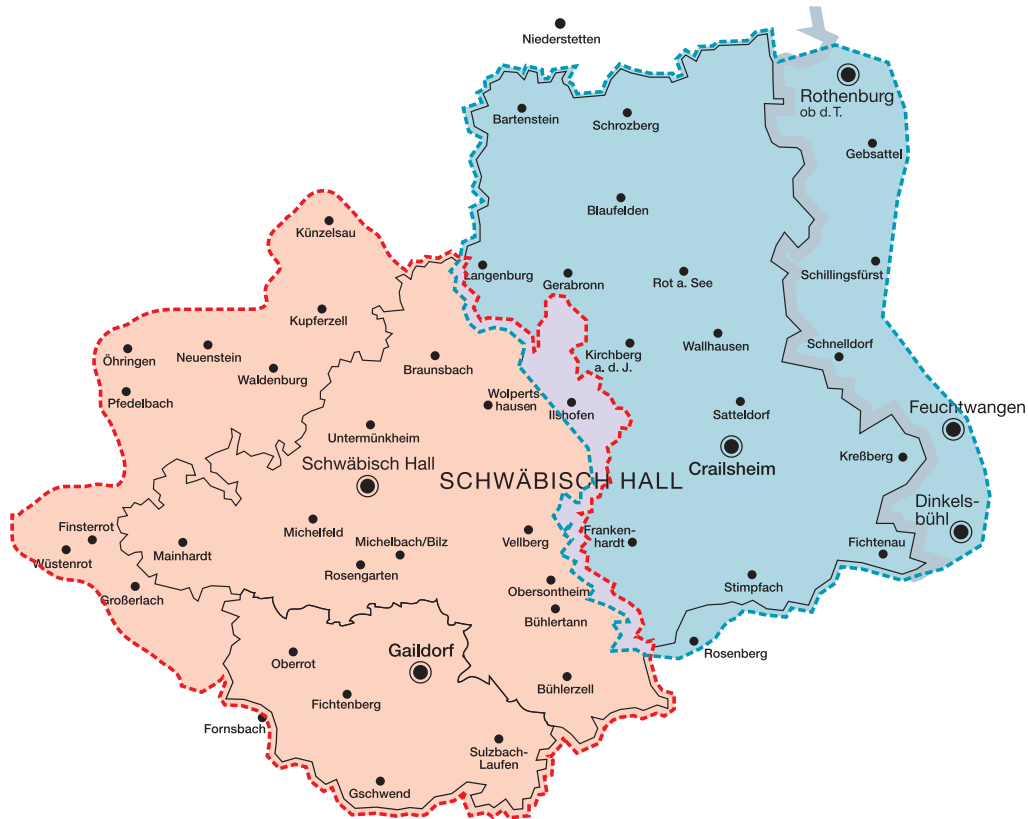 Niederstetten
Rothenburg
ob d. T.
Bartenstein
Schrozberg
Gebsattel
Blaufelden
Künzelsau
Langenburg
Gerabronn
Rot a. See
Schillingsfürst
Kupferzell
Öhringen
Neuenstein
Waldenburg
Braunsbach
Kirchberg
a. d. J.
Wallhausen
Schnelldorf
Pfedelbach
Wolperts
hausen
Ilshofen
Satteldorf
Feuchtwangen
Untermünkheim
Crailsheim
Kreßberg
Schwäbisch Hall
SCHWÄBISCH HALL
Dinkels-
bühl
Finsterrot
Wüstenrot
Mainhardt
Michelfeld
Michelbach/Bilz
Rosengarten
Vellberg
Franken-
hardt
Fichtenau
Großerlach
Obersontheim
Bühlertann
Stimpfach
Oberrot
Gaildorf
Rosenberg
Fichtenberg
Bühlerzell
Fornsbach
Sulzbach-
Laufen
Gschwend